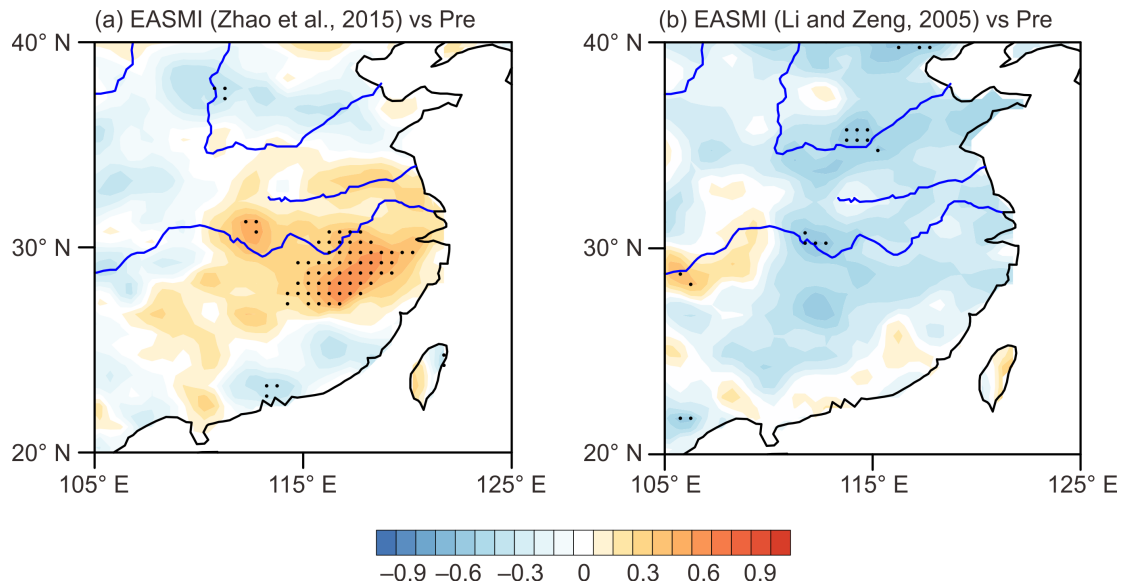 (a) EASMI (Zhao et al., 2015) vs Pre
(b) EASMI (Li and Zeng, 2005) vs Pre
40° N
30° N
20° N
105° E
115° E
125° E
40° N
30° N
20° N
105° E
115° E
125° E
–0.9 –0.6 –0.3 0 0.3 0.6 0.9